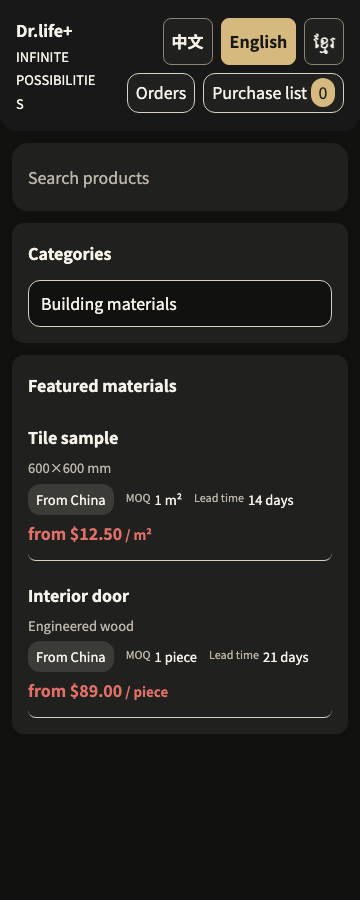 Dr.life+
INFINITE
POSSIBILITIE
S
中文
English
ខ្មែរ
Orders
Purchase list 0
Search products
Categories
Building materials
Featured materials
Tile sample
600×600 mm
From China MOQ 1 m² Lead time 14 days
from $12.50 / m²
Interior door
Engineered wood
From China MOQ 1 piece Lead time 21 days
from $89.00 / piece